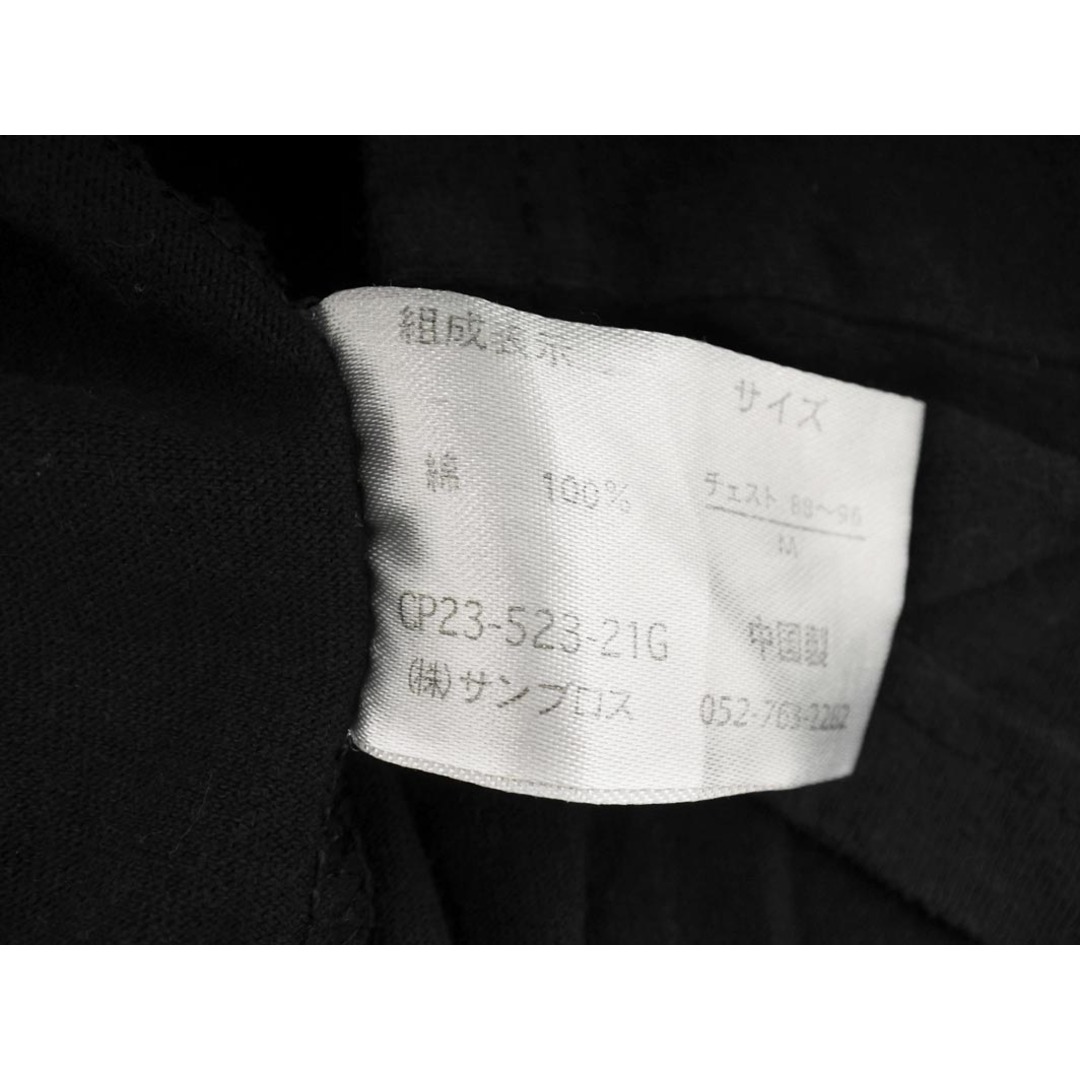 組成表示
サイズ
綿 100%
チェスト 88～96
M
CP23-523-21G 中国製
(株)サンブロス 052-763-2282